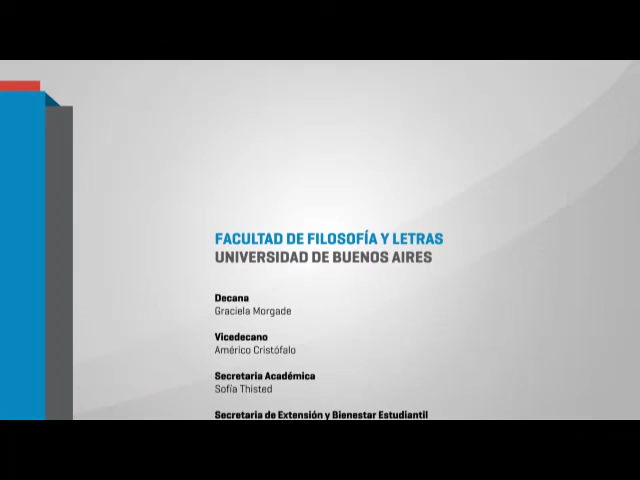 FACULTAD DE FILOSOFÍA Y LETRAS
UNIVERSIDAD DE BUENOS AIRES
Decana
Graciela Morgade
Vicedecano
Américo Cristófalo
Secretaria Académica
Sofía Thisted
Secretaria de Extensión y Bienestar Estudiantil